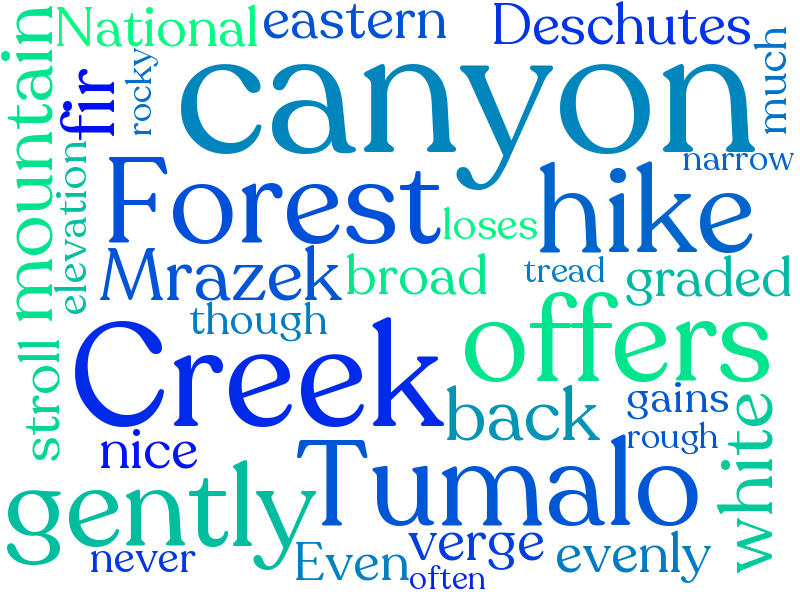 National
eastern
Deschutes
mountain
fir
rocky
canyon
much
narrow
elevation
Forest
loses
hike
Mrazek
broad
tread
graded
though
Creek
offers
stroll
back
gains
rough
white
nice
Tumalo
gently
never
Even
verge
often
evenly